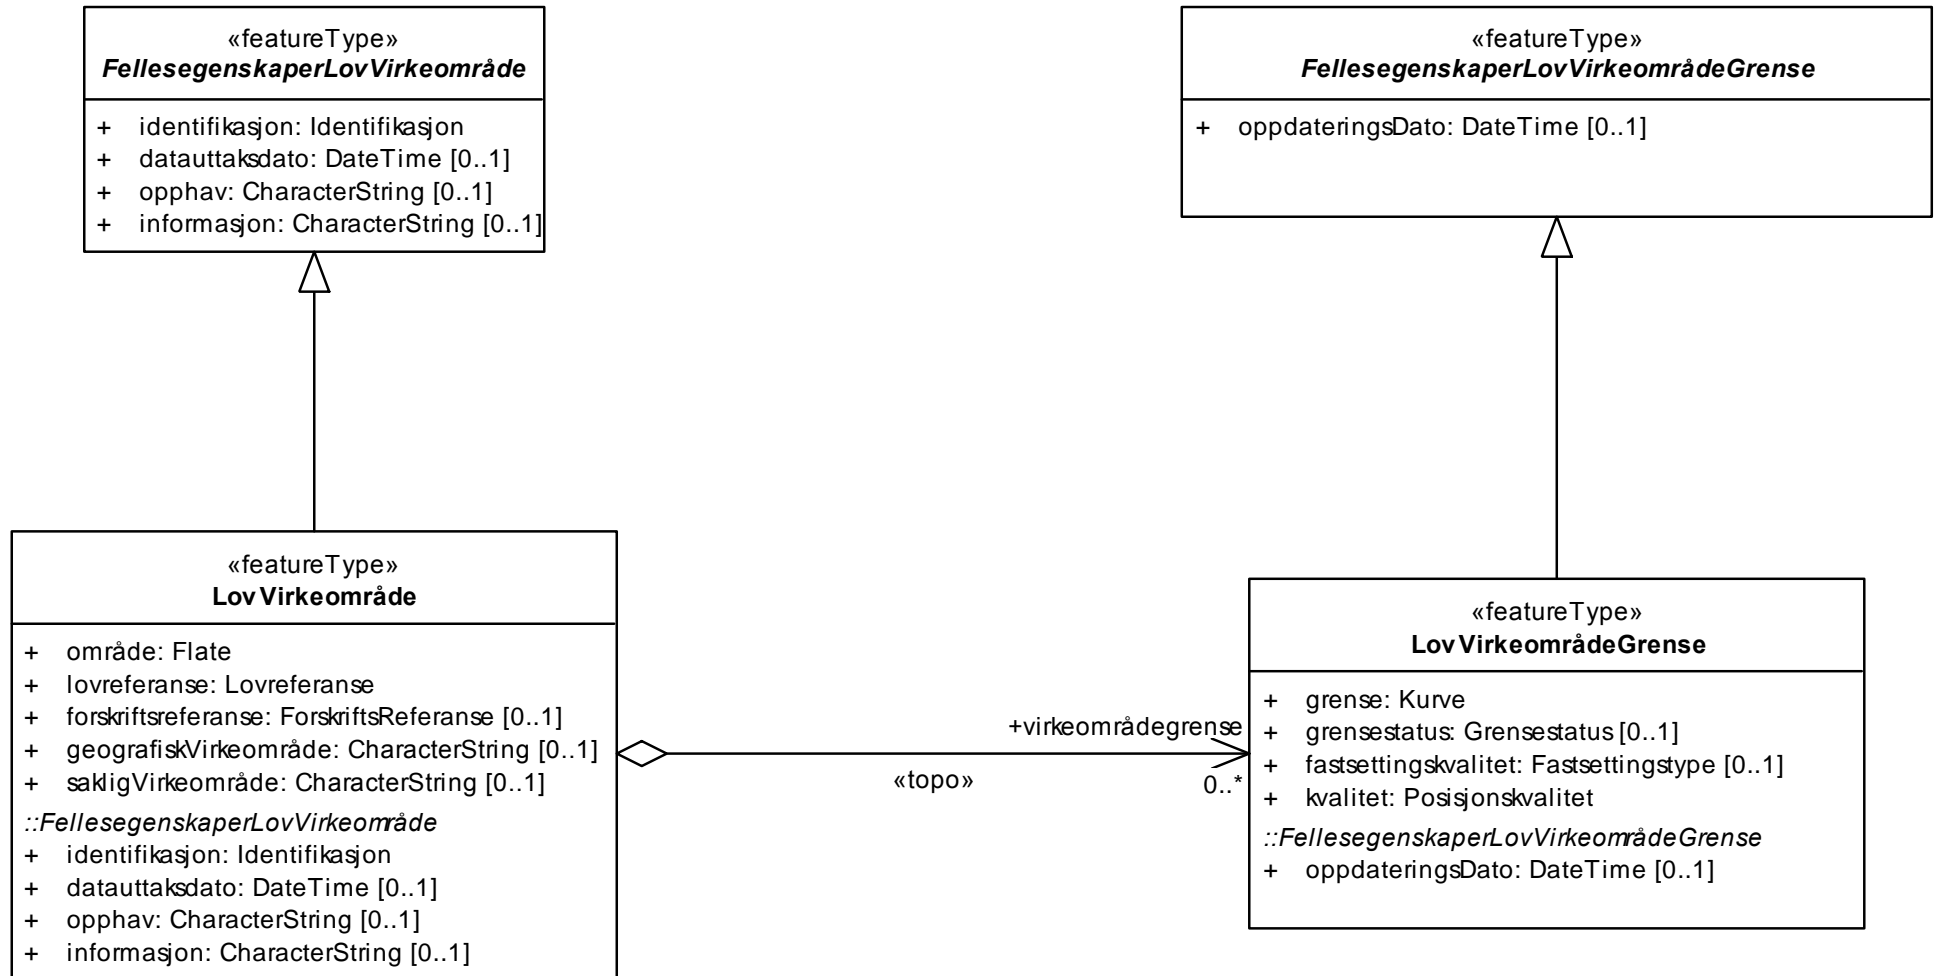 «featureType»
FellesegenskaperLovVirkeområde
+ identifikasjon: Identifikasjon
+ datauttaksdato: DateTime [0..1]
+ opphav: CharacterString [0..1]
+ informasjon: CharacterString [0..1]
«featureType»
FellesegenskaperLovVirkeområdeGrense
+ oppdateringsDato: DateTime [0..1]
«featureType»
LovVirkeområde
+ område: Flate
+ lovreferanse: Lovreferanse
+ forskriftsreferanse: ForskriftsReferanse [0..1]
+ geografiskVirkeområde: CharacterString [0..1]
+ sakligVirkeområde: CharacterString [0..1]
::FellesegenskaperLovVirkeområde
+ identifikasjon: Identifikasjon
+ datauttaksdato: DateTime [0..1]
+ opphav: CharacterString [0..1]
+ informasjon: CharacterString [0..1]
+virkeområdegrense
«topo»
0..*
«featureType»
LovVirkeområdeGrense
+ grense: Kurve
+ grensestatus: Grensestatus [0..1]
+ fastsettingskvalitet: Fastsettingstype [0..1]
+ kvalitet: Posisjonskvalitet
::FellesegenskaperLovVirkeområdeGrense
+ oppdateringsDato: DateTime [0..1]